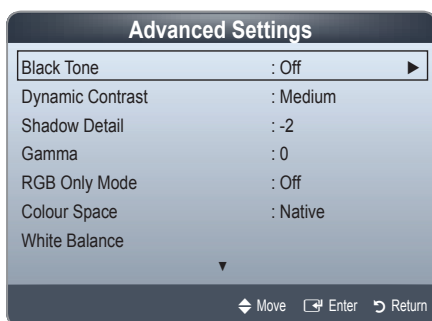 Advanced Settings
Black Tone : Off
Dynamic Contrast : Medium
Shadow Detail : -2
Gamma : 0
RGB Only Mode : Off
Colour Space : Native
White Balance
Move Enter Return